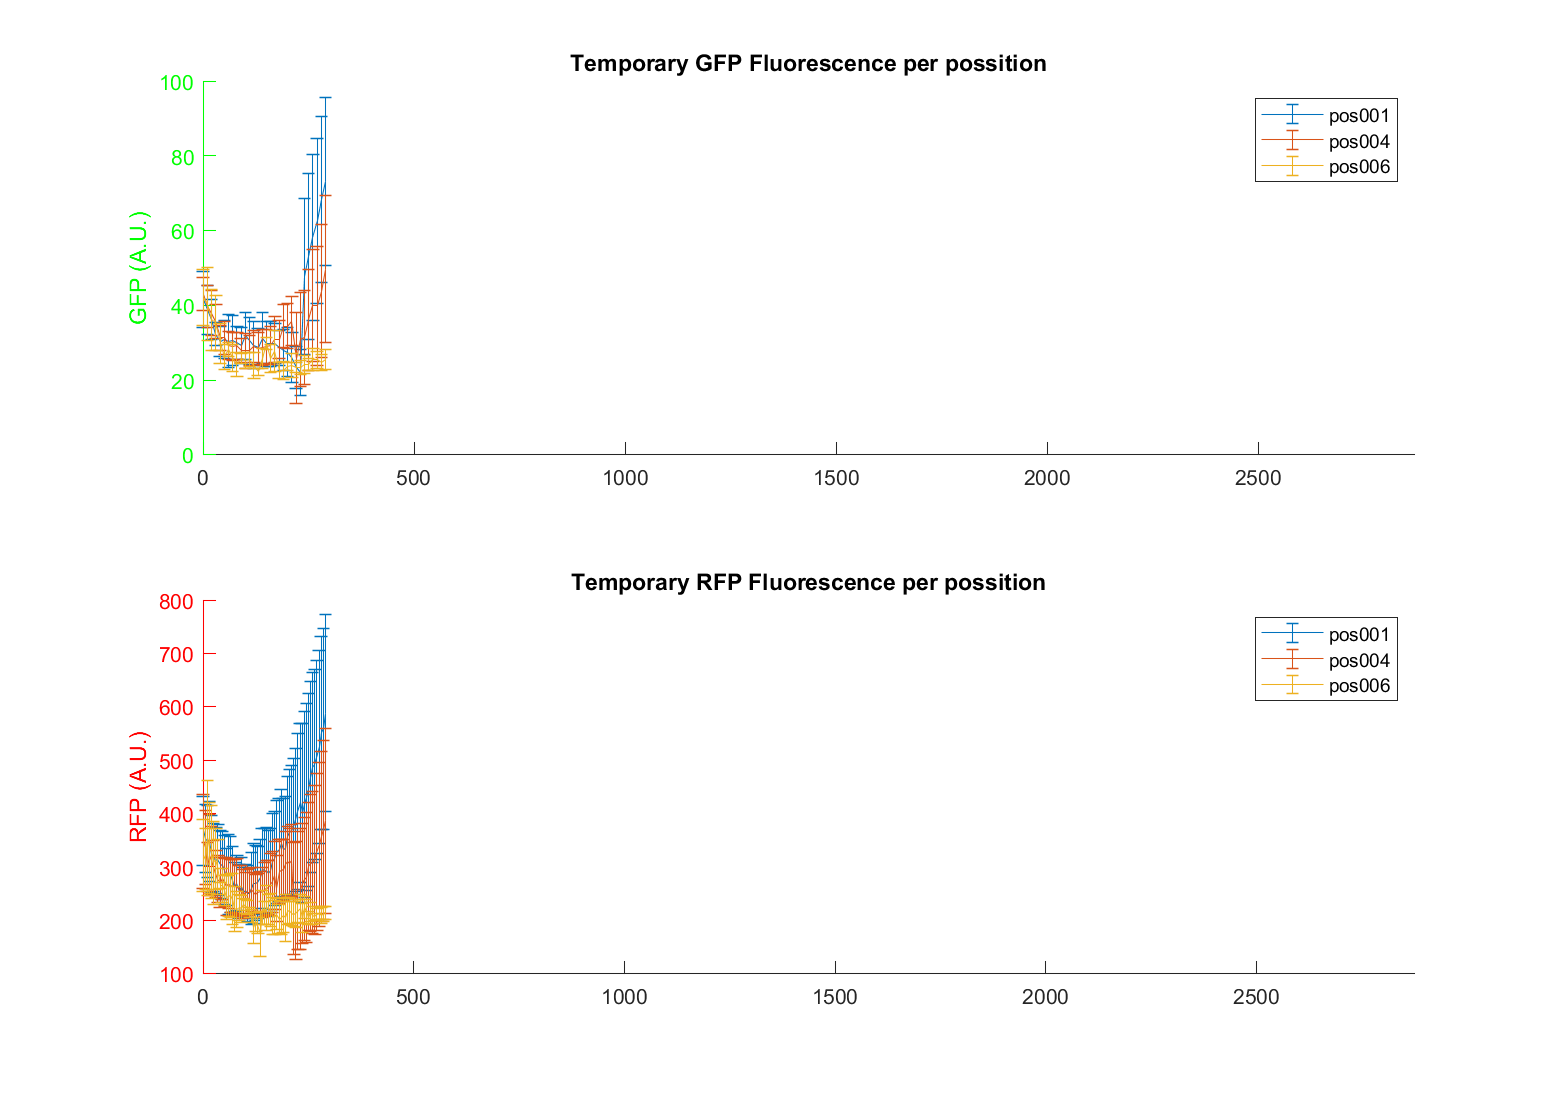 Temporary GFP Fluorescence per possition
100
80
60
40
20
0
GFP (A.U.)
pos001
pos004
pos006
0 500 1000 1500 2000 2500
Temporary RFP Fluorescence per possition
800
700
600
500
400
300
200
100
RFP (A.U.)
pos001
pos004
pos006
0 500 1000 1500 2000 2500